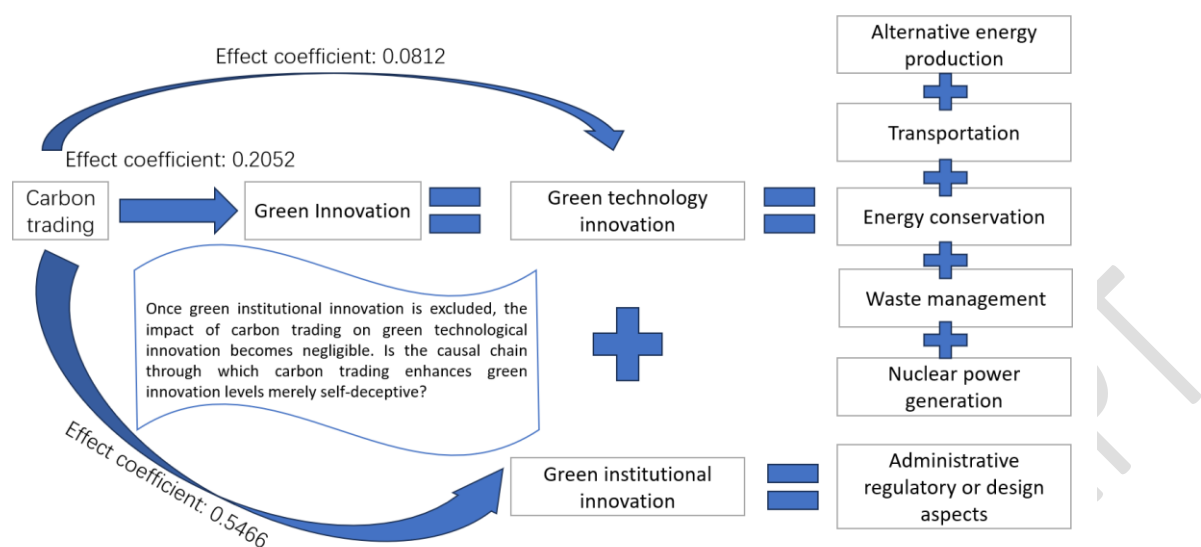 Effect coefficient: 0.0812
Effect coefficient: 0.2052
Carbon
trading
Green Innovation
Green technology
innovation
Alternative energy
production
Transportation
Energy conservation
Waste management
Nuclear power
generation
Once green institutional innovation is excluded, the
impact of carbon trading on green technological
innovation becomes negligible. Is the causal chain
through which carbon trading enhances green
innovation levels merely self-deceptive?
Effect coefficient: 0.5466
Green institutional
innovation
Administrative
regulatory or design
aspects